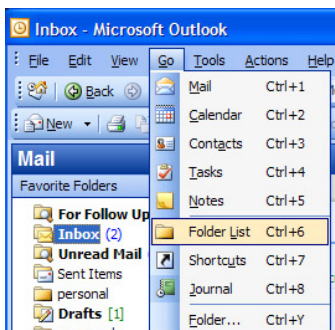 Inbox - Microsoft Outlook
File Edit View Go Tools Actions Help
Back
New
Mail Ctrl+1
Calendar Ctrl+2
Contacts Ctrl+3
Tasks Ctrl+4
Notes Ctrl+5
Folder List Ctrl+6
Shortcuts Ctrl+7
Journal Ctrl+8
Folder... Ctrl+Y
Mail
Favorite Folders
For Follow Up
Inbox (2)
Unread Mail
Sent Items
personal
Drafts [1]